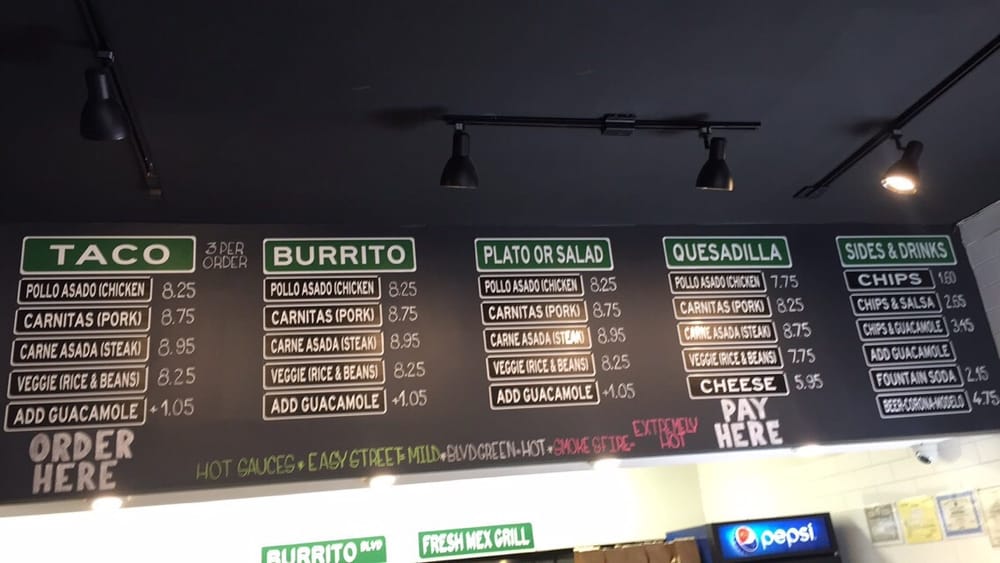 TACO
3 PER
ORDER
POLLO ASADO (CHICKEN 8.25
CARNITAS (PORK) 8.75
CARNE ASADA (STEAK) 8.95
VEGGIE (RICE & BEANS) 8.25
ADD GUACAMOLE +1.05
ORDER
HERE
BURRITO
POLLO ASADO (CHICKEN 8.25
CARNITAS (PORK) 8.75
CARNE ASADA (STEAK) 8.95
VEGGIE (RICE & BEANS) 8.25
ADD GUACAMOLE +1.05
PLATO OR SALAD
POLLO ASADO (CHICKEN 8.25
CARNITAS (PORK) 8.75
CARNE ASADA (STEAK) 8.95
VEGGIE (RICE & BEANS) 8.25
ADD GUACAMOLE +1.05
QUESADILLA
POLLO ASADO (CHICKEN 7.75
CARNITAS (PORK) 8.25
CARNE ASADA (STEAK) 8.75
VEGGIE (RICE & BEANS) 7.75
CHEESE 5.95
PAY
HERE
SIDES & DRINKS
CHIPS 1.60
CHIPS & SALSA 2.65
CHIPS & GUACAMOLE 3.45
ADD GUACAMOLE
FOUNTAIN SODA 2.15
BEER-CORONA-MODELO 4.75
HOT SAUCES * EASY STREET-MILD * BLVD GREEN-HOT * SMOKE & FIRE- EXTREMELY
HOT
BURRITO BLVD
FRESH MEX GRILL
pepsi